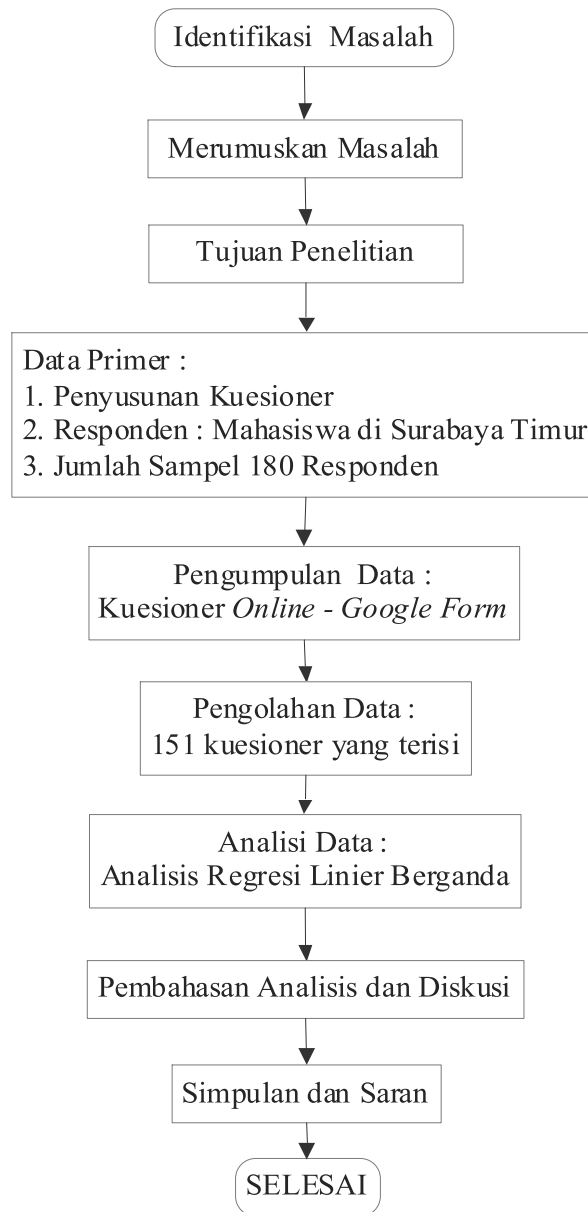 Identifikasi Masalah
Merumuskan Masalah
Tujuan Penelitian
Data Primer :
1. Penyusunan Kuesioner
2. Responden : Mahasiswa di Surabaya Timur
3. Jumlah Sampel 180 Responden
Pengumpulan Data :
Kuesioner Online - Google Form
Pengolahan Data :
151 kuesioner yang terisi
Analisi Data :
Analisis Regresi Linier Berganda
Pembahasan Analisis dan Diskusi
Simpulan dan Saran
SELESAI